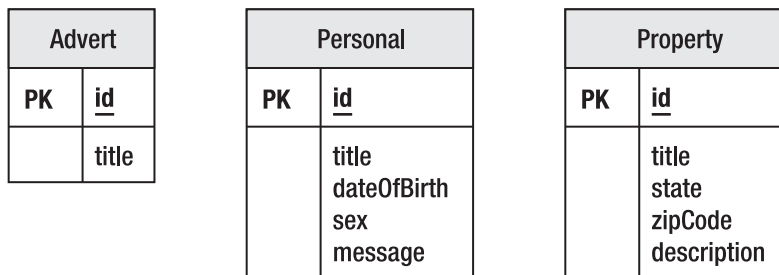 Advert
PK id
title
Personal
PK id
title
dateOfBirth
sex
message
Property
PK id
title
state
zipCode
description